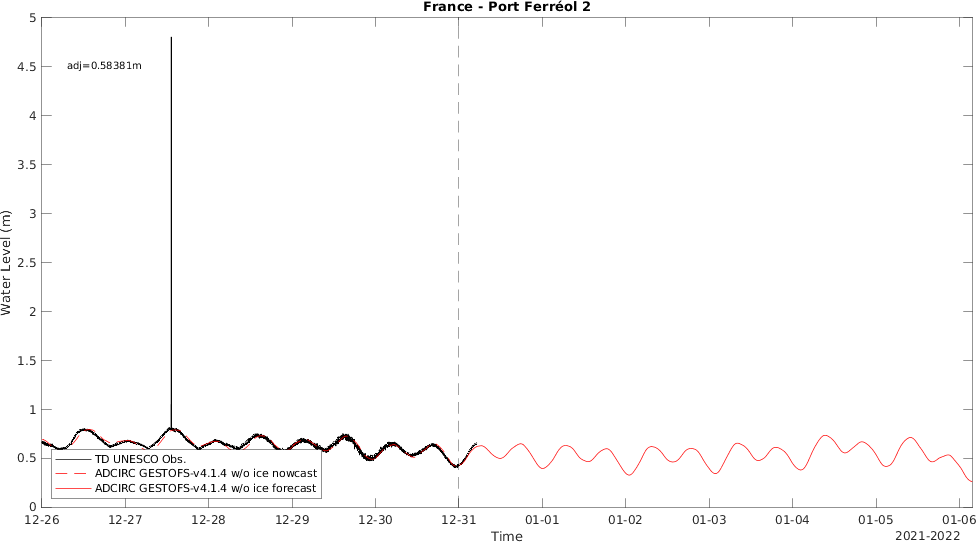 France - Port Ferréol 2
5
4.5
4
3.5
3
2.5
2
1.5
1
0.5
0
Water Level (m)
adj=0.58381m
TD UNESCO Obs.
ADCIRC GESTOFS-v4.1.4 w/o ice nowcast
ADCIRC GESTOFS-v4.1.4 w/o ice forecast
12-26 12-27 12-28 12-29 12-30 12-31 01-01 01-02 01-03 01-04 01-05 01-06
Time
2021-2022